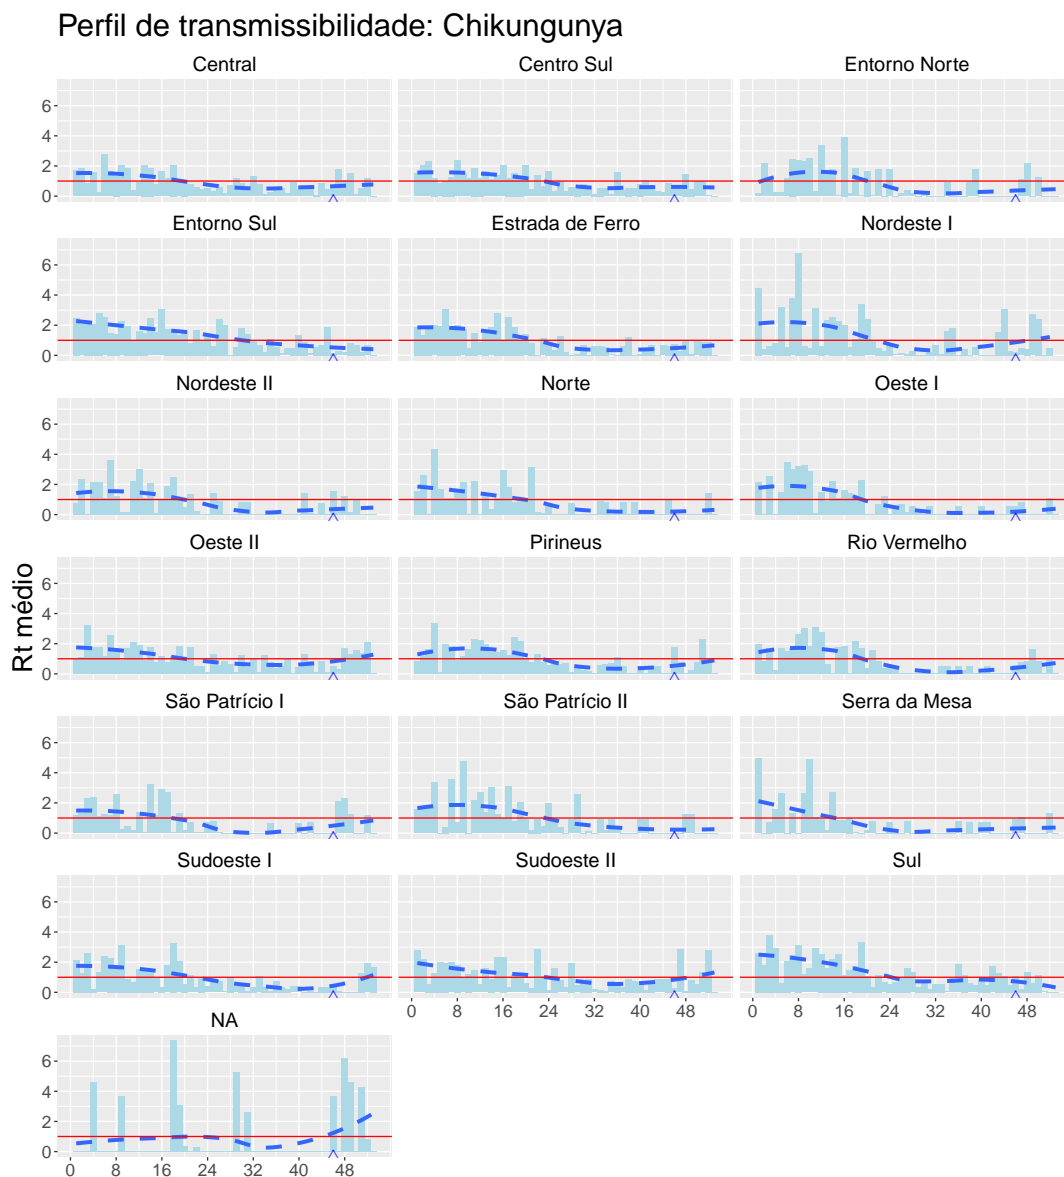 Perfil de transmissibilidade: Chikungunya
Central
Centro Sul
Entorno Norte
6
4
2
0
Entorno Sul
Estrada de Ferro
Nordeste I
6
4
2
0
Nordeste II
Norte
Oeste I
6
4
2
0
Oeste II
Pirineus
Rio Vermelho
6
4
2
0
Rt médio
São Patrício I
São Patrício II
Serra da Mesa
6
4
2
0
Sudoeste I
Sudoeste II
Sul
6
4
2
0
0 8 16 24 32 40 48
0 8 16 24 32 40 48
NA
6
4
2
0
0 8 16 24 32 40 48